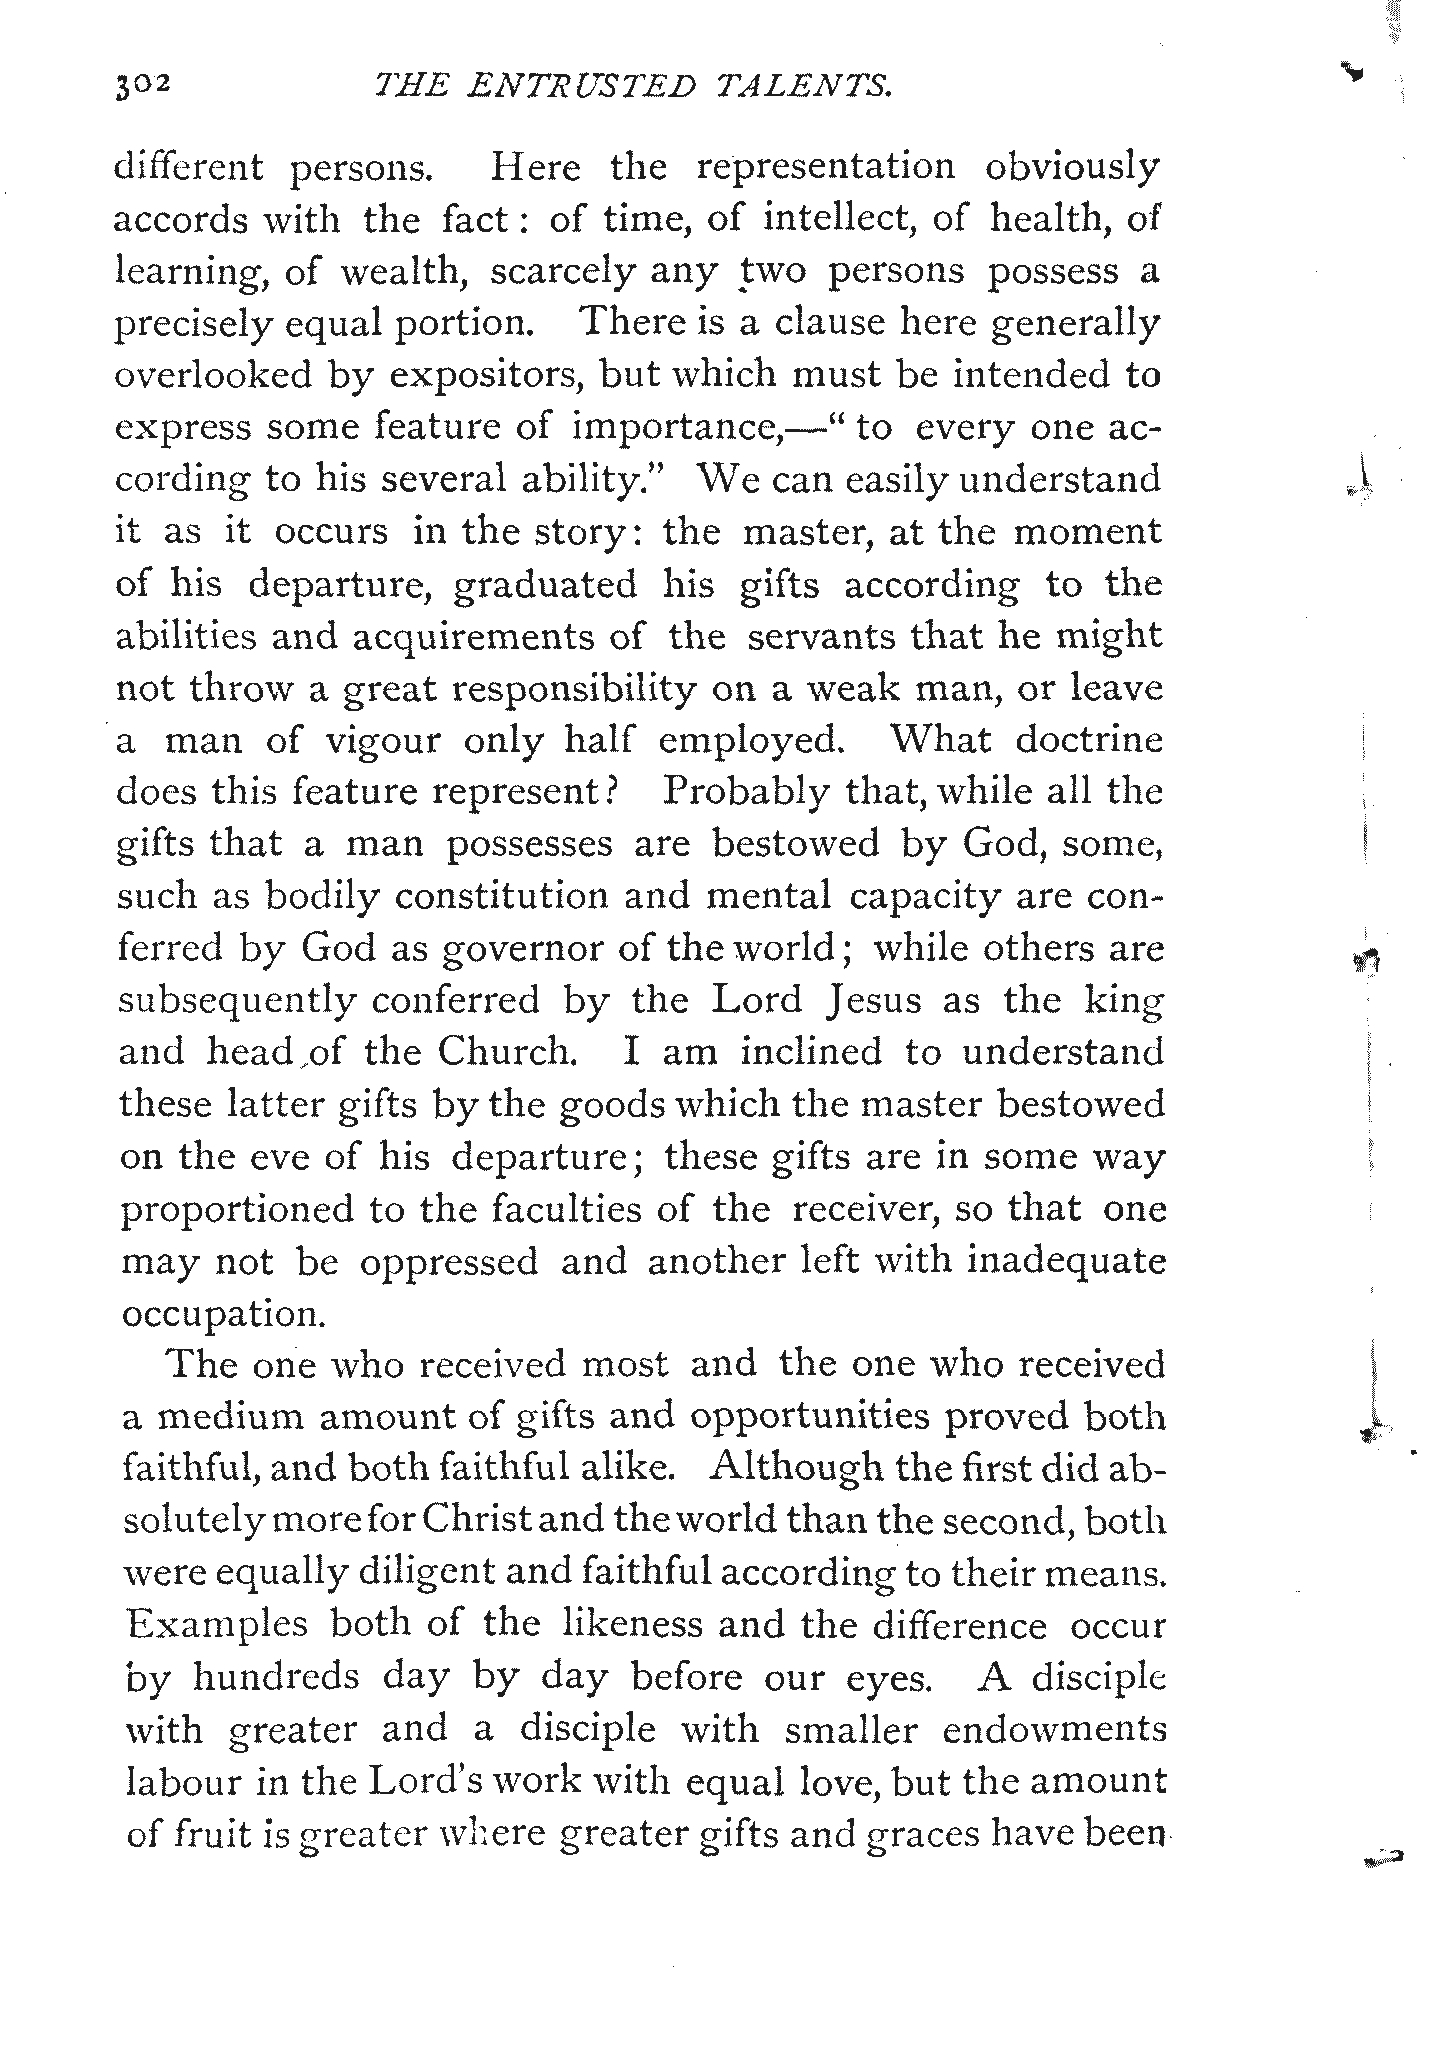 302 THE ENTRUSTED TALENTS.
different persons. Here the representation obviously
accords with the fact : of time, of intellect, of health, of
learning, of wealth, scarcely any two persons possess a
precisely equal portion. There is a clause here generally
overlooked by expositors, but which must be intended to
express some feature of importance,—“ to every one ac-
cording to his several ability.” We can easily understand
it as it occurs in the story: the master, at the moment
of his departure, graduated his gifts according to the
abilities and acquirements of the servants that he might
not throw a great responsibility on a weak man, or leave
a man of vigour only half employed. What doctrine
does this feature represent? Probably that, while all the
gifts that a man possesses are bestowed by God, some,
such as bodily constitution and mental capacity are con-
ferred by God as governor of the world; while others are
subsequently conferred by the Lord Jesus as the king
and head of the Church. I am inclined to understand
these latter gifts by the goods which the master bestowed
on the eve of his departure; these gifts are in some way
proportioned to the faculties of the receiver, so that one
may not be oppressed and another left with inadequate
occupation.
The one who received most and the one who received
a medium amount of gifts and opportunities proved both
faithful, and both faithful alike. Although the first did ab-
solutely more for Christ and the world than the second, both
were equally diligent and faithful according to their means.
Examples both of the likeness and the difference occur
by hundreds day by day before our eyes. A disciple
with greater and a disciple with smaller endowments
labour in the Lord's work with equal love, but the amount
of fruit is greater where greater gifts and graces have been